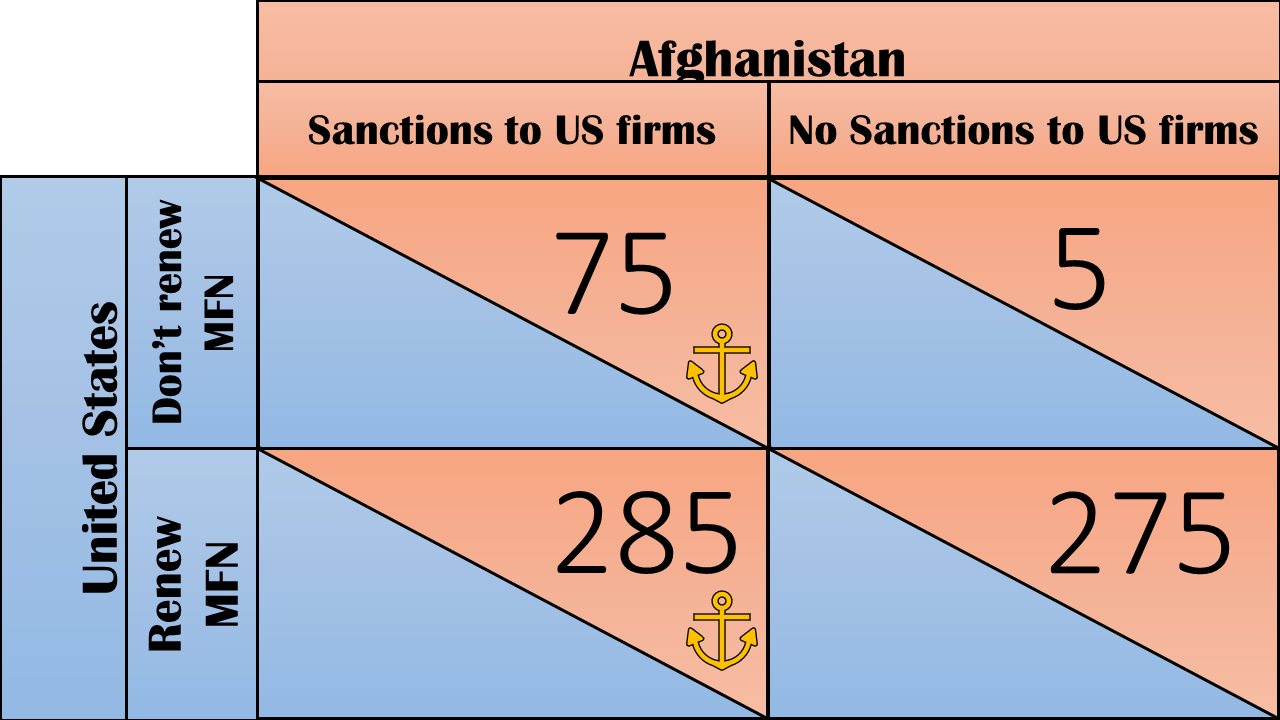 Afghanistan
Sanctions to US firms
No Sanctions to US firms
United States
Don't renew
MFN
75
5
Renew
MFN
285
275